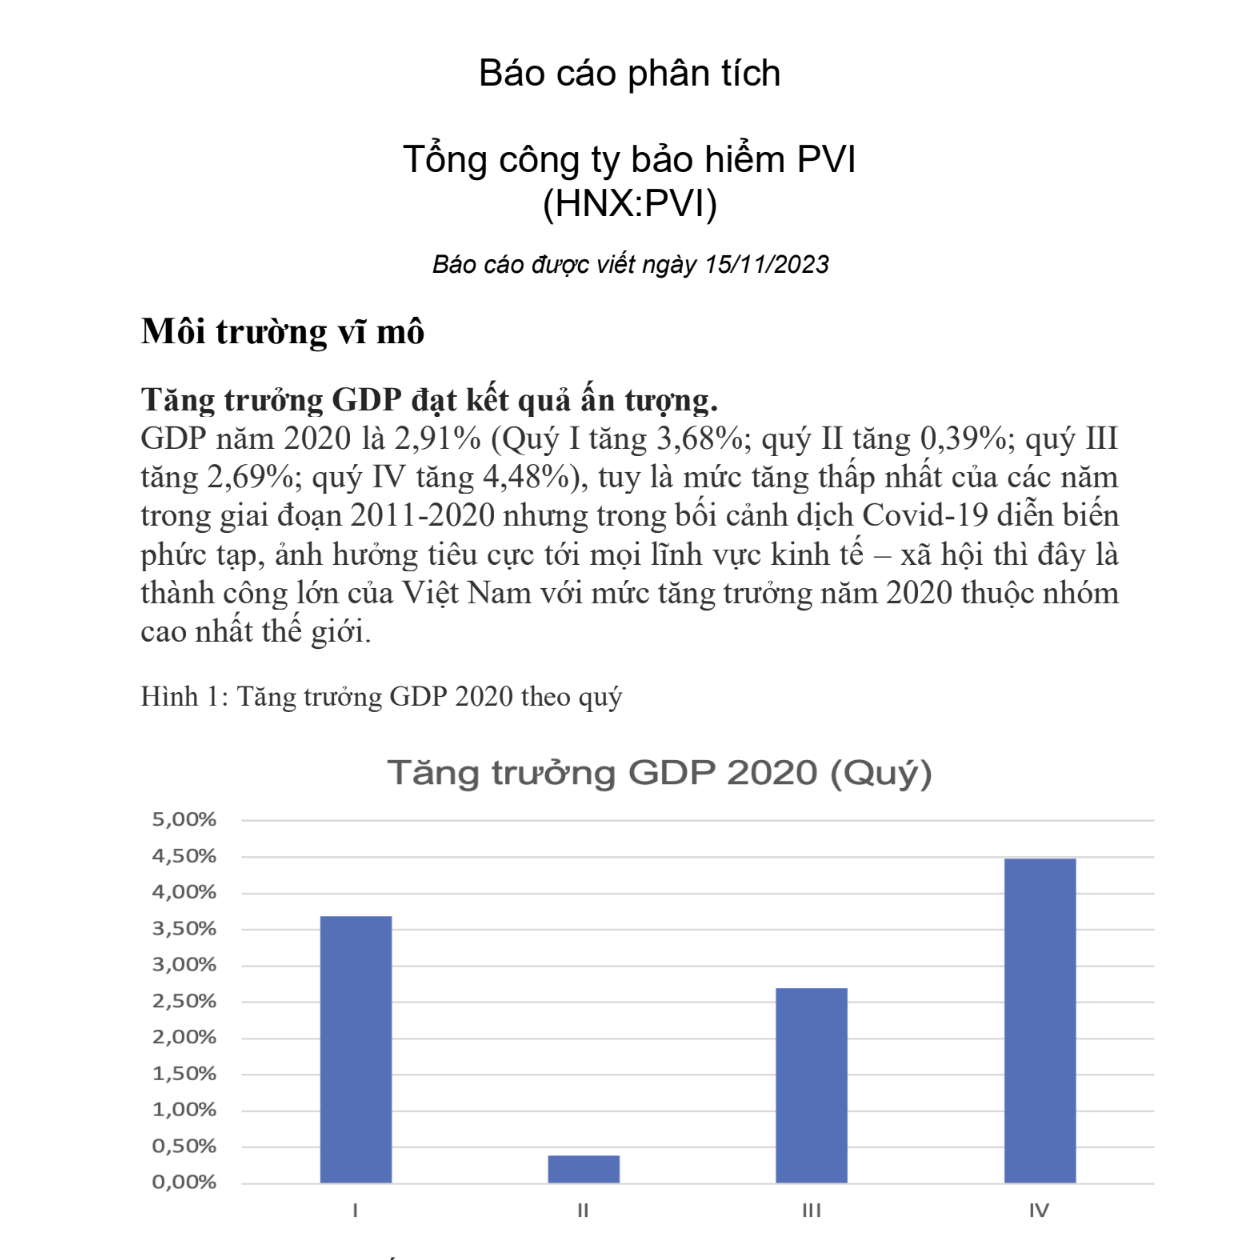 Báo cáo phân tích
Tổng công ty bảo hiểm PVI
(HNX:PVI)
Báo cáo được viết ngày 15/11/2023
Môi trường vĩ mô
Tăng trưởng GDP đạt kết quả ấn tượng.
GDP năm 2020 là 2,91% (Quý I tăng 3,68%; quý II tăng 0,39%; quý III
tăng 2,69%; quý IV tăng 4,48%), tuy là mức tăng thấp nhất của các năm
trong giai đoạn 2011-2020 nhưng trong bối cảnh dịch Covid-19 diễn biến
phức tạp, ảnh hưởng tiêu cực tới mọi lĩnh vực kinh tế – xã hội thì đây là
thành công lớn của Việt Nam với mức tăng trưởng năm 2020 thuộc nhóm
cao nhất thế giới.
Hình 1: Tăng trưởng GDP 2020 theo quý
Tăng trưởng GDP 2020 (Quý)
5,00%
4,50%
4,00%
3,50%
3,00%
2,50%
2,00%
1,50%
1,00%
0,50%
0,00%
I II III IV